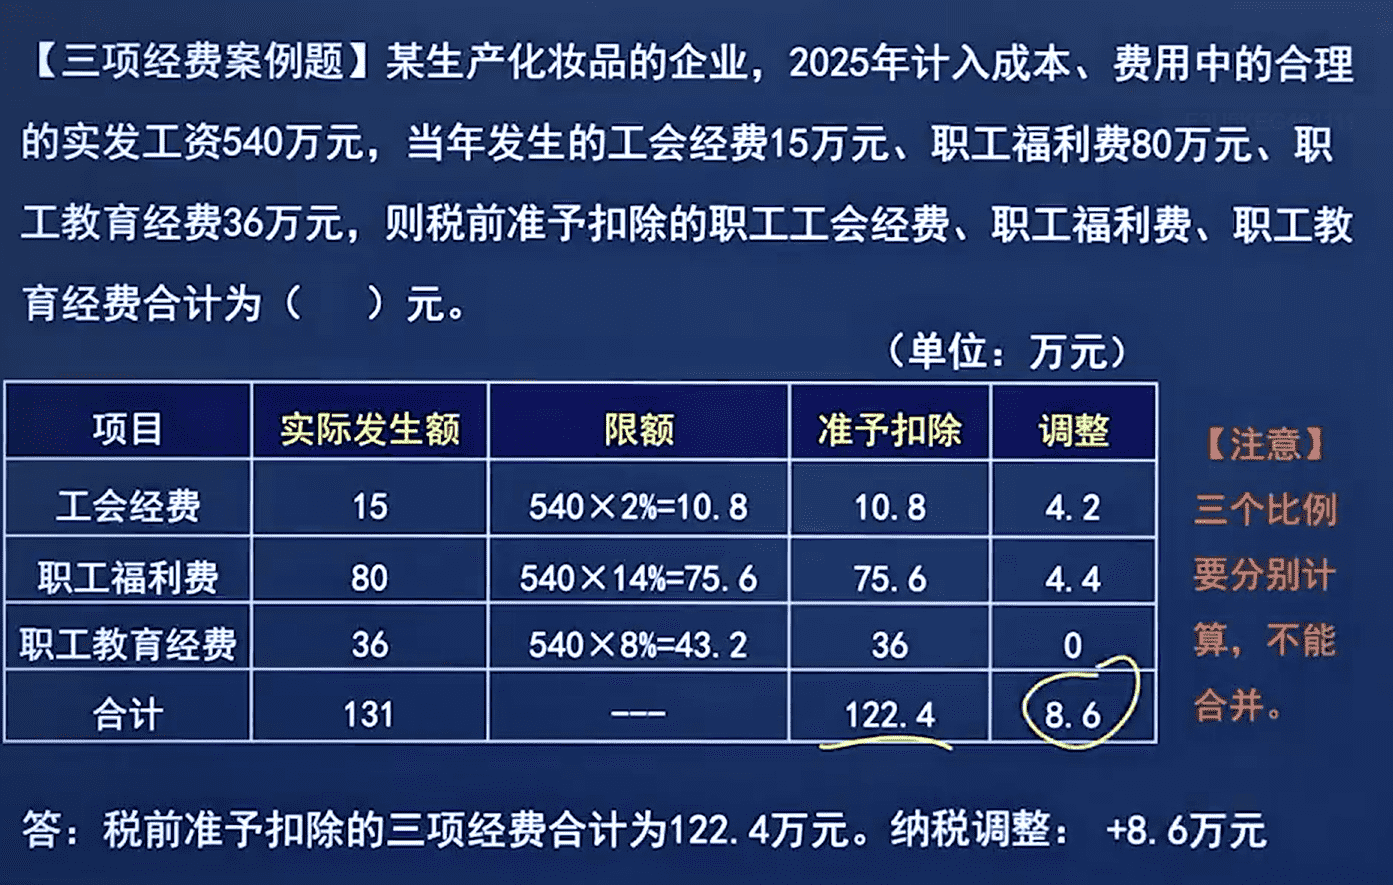 【三项经费案例题】某生产化妆品的企业，2025年计入成本、费用中的合理
的实发工资540万元，当年发生的工会经费15万元、职工福利费80万元、职
工教育经费36万元，则税前准予扣除的职工工会经费、职工福利费、职工教
育经费合计为（　　）元。
（单位：万元）
项目 实际发生额 限额 准予扣除 调整
工会经费 15 540×2%=10.8 10.8 4.2
职工福利费 80 540×14%=75.6 75.6 4.4
职工教育经费 36 540×8%=43.2 36 0
合计 131 --- 122.4 8.6
【注意】
三个比例
要分别计
算，不能
合并。
答：税前准予扣除的三项经费合计为122.4万元。纳税调整： +8.6万元